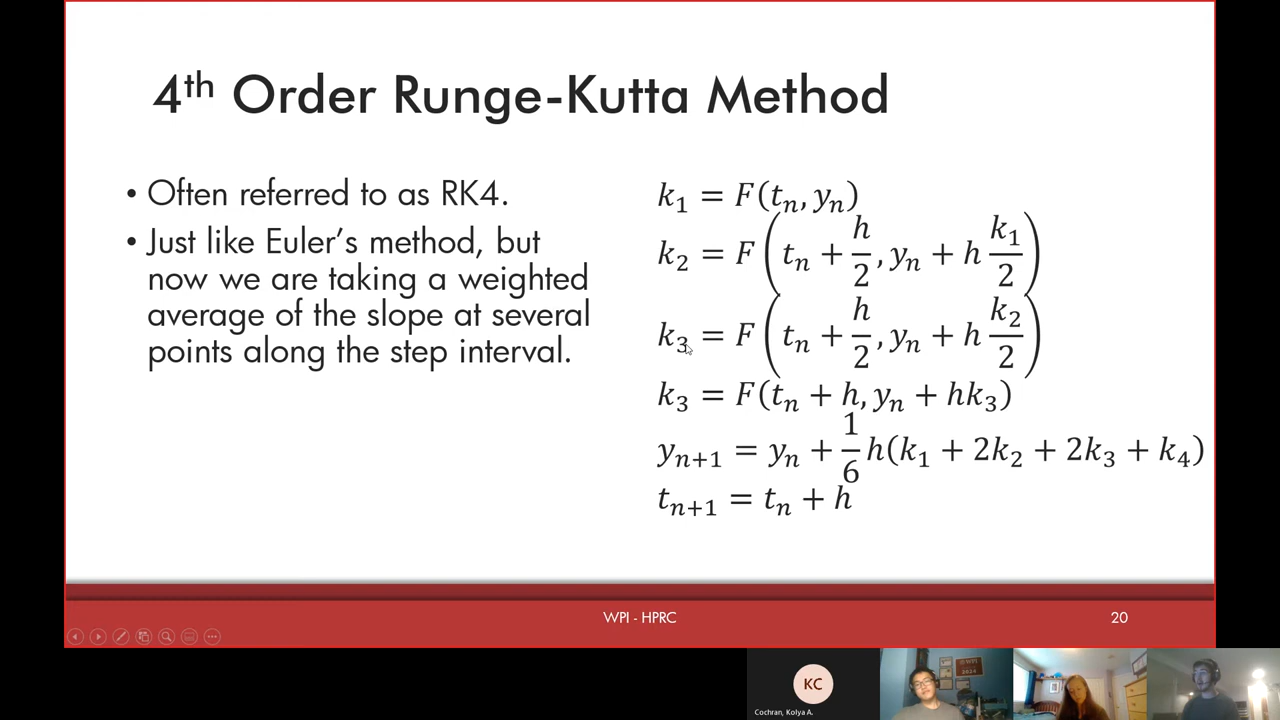 4th Order Runge-Kutta Method
• Often referred to as RK4.
• Just like Euler's method, but
now we are taking a weighted
average of the slope at several
points along the step interval.
k₁ = F(tₙ, yₙ)
k₂ = F(tₙ + h/2, yₙ + h k₁/2)
k₃ = F(tₙ + h/2, yₙ + h k₂/2)
k₃ = F(tₙ + h, yₙ + hk₃)
yₙ₊₁ = yₙ + 1/6 h(k₁ + 2k₂ + 2k₃ + k₄)
tₙ₊₁ = tₙ + h
WPI - HPRC
20
KC
Cochran, Kolya A.